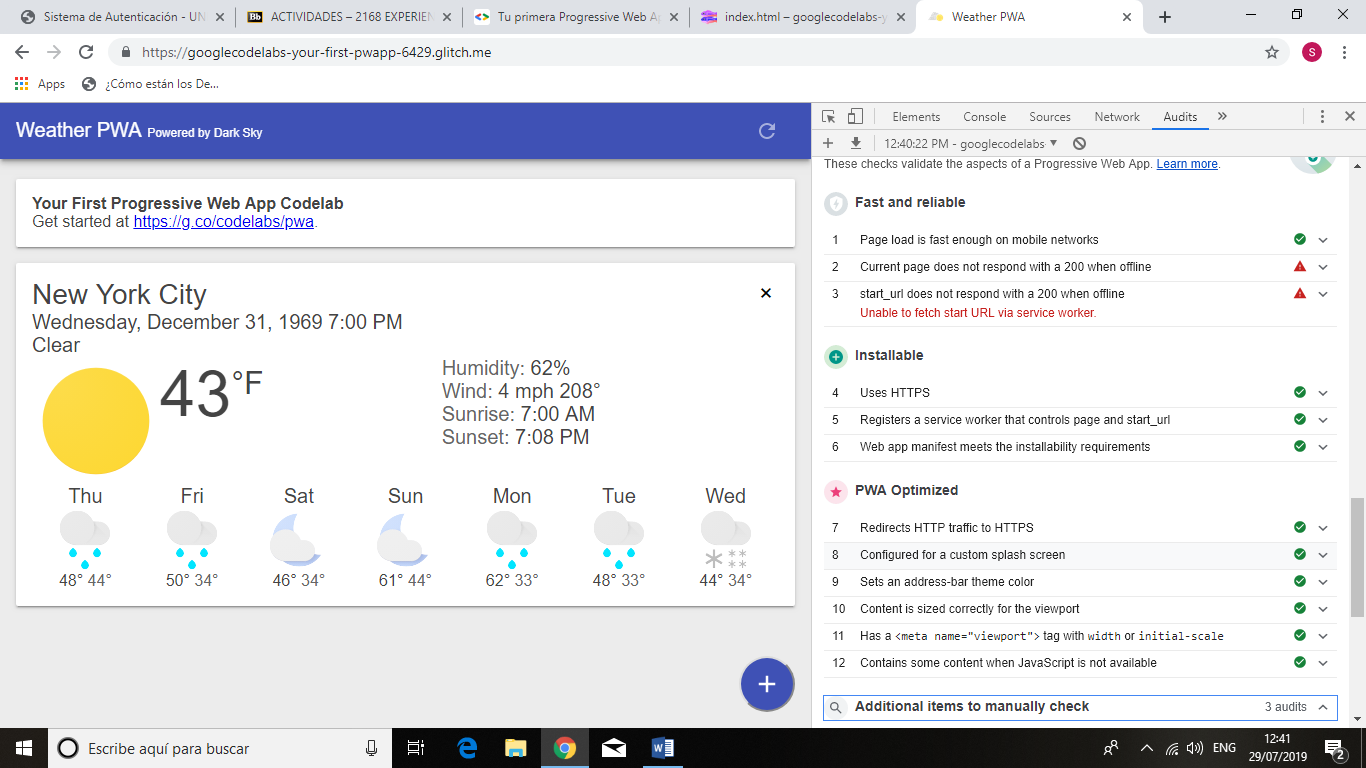 Sistema de Autenticación - UN
Bb ACTIVIDADES – 2168 EXPERIEN
Tu primera Progressive Web Ap
index.html – googlecodelabs-y
Weather PWA
https://googlecodelabs-your-first-pwapp-6429.glitch.me
S
Apps
¿Cómo están los De...
Weather PWA Powered by Dark Sky
Your First Progressive Web App Codelab
Get started at https://g.co/codelabs/pwa.
New York City
Wednesday, December 31, 1969 7:00 PM
Clear
43°F
Humidity: 62%
Wind: 4 mph 208°
Sunrise: 7:00 AM
Sunset: 7:08 PM
Thu Fri Sat Sun Mon Tue Wed
48° 44° 50° 34° 46° 34° 61° 44° 62° 33° 48° 33° 44° 34°
Elements Console Sources Network Audits »
12:40:22 PM - googlecodelabs
These checks validate the aspects of a Progressive Web App. Learn more.
Fast and reliable
1 Page load is fast enough on mobile networks
2 Current page does not respond with a 200 when offline
3 start_url does not respond with a 200 when offline
Unable to fetch start URL via service worker.
Installable
4 Uses HTTPS
5 Registers a service worker that controls page and start_url
6 Web app manifest meets the installability requirements
PWA Optimized
7 Redirects HTTP traffic to HTTPS
8 Configured for a custom splash screen
9 Sets an address-bar theme color
10 Content is sized correctly for the viewport
11 Has a <meta name="viewport"> tag with width or initial-scale
12 Contains some content when JavaScript is not available
Additional items to manually check 3 audits
Escribe aquí para buscar
ENG
12:41
29/07/2019
2